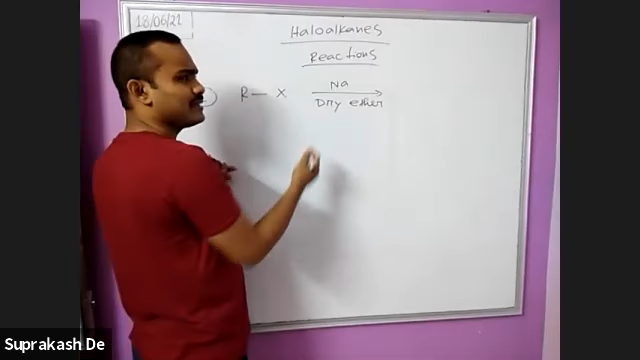 18/06/21
Haloalkanes
Reactions
R — X Na
Dry ether
Suprakash De